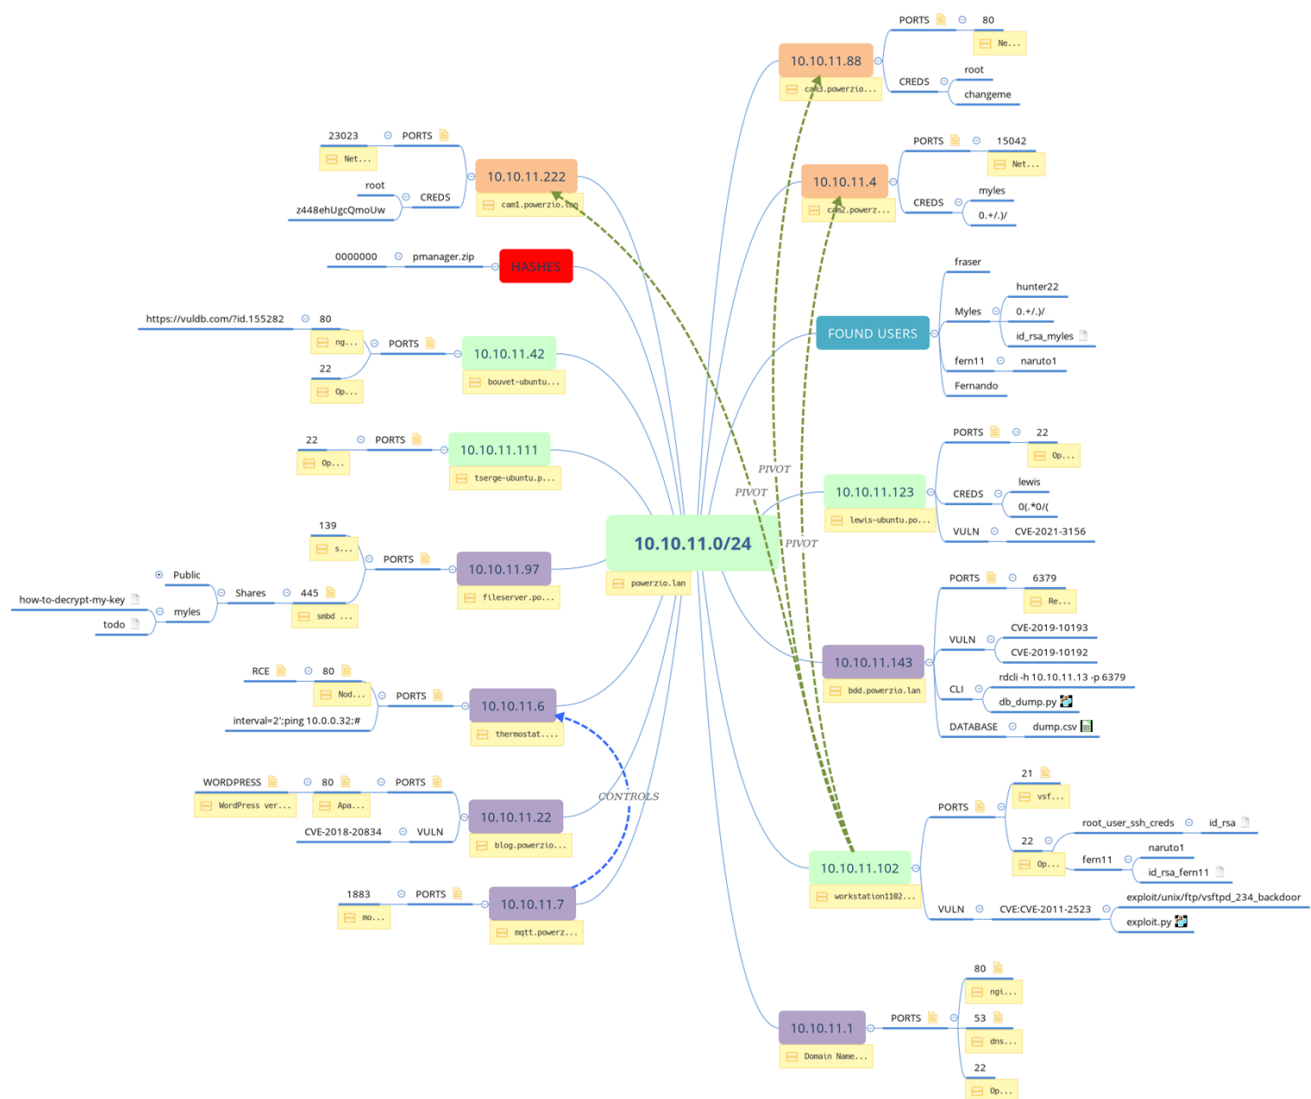 10.10.11.0/24
powerzio.lan
10.10.11.222
cam1.powerzio.lan
PORTS
23023
Net...
CREDS
root
z448ehUgcQmoUw
HASHES
pmanager.zip
0000000
10.10.11.42
bouvet-ubuntu...
PORTS
80
ng...
https://vuldb.com/?id.155282
22
Op...
10.10.11.111
tserge-ubuntu.p...
PORTS
22
Op...
10.10.11.97
fileserver.po...
PORTS
139
s...
445
smbd ...
Shares
Public
myles
how-to-decrypt-my-key
todo
10.10.11.6
thermostat....
PORTS
80
Nod...
RCE
interval=2';ping 10.0.0.32;#
10.10.11.22
blog.powerzio...
PORTS
80
Apa...
WORDPRESS
WordPress ver...
VULN
CVE-2018-20834
CONTROLS
10.10.11.7
mqtt.powerz...
PORTS
1883
mo...
10.10.11.88
cam3.powerzio...
PORTS
80
Ne...
CREDS
root
changeme
10.10.11.4
cam2.powerz...
PORTS
15042
Net...
CREDS
myles
0.+/.)/
FOUND USERS
fraser
Myles
hunter22
0.+/.)/
id_rsa_myles
fern11
naruto1
Fernando
PIVOT
PIVOT
PIVOT
10.10.11.123
lewis-ubuntu.po...
PORTS
22
Op...
CREDS
lewis
0(.*0/(
VULN
CVE-2021-3156
10.10.11.143
bdd.powerzio.lan
PORTS
6379
Re...
VULN
CVE-2019-10193
CVE-2019-10192
CLI
rdcli -h 10.10.11.13 -p 6379
db_dump.py
DATABASE
dump.csv
10.10.11.102
workstation1102...
PORTS
21
vsf...
22
Op...
root_user_ssh_creds
id_rsa
fern11
naruto1
id_rsa_fern11
VULN
CVE:CVE-2011-2523
exploit/unix/ftp/vsftpd_234_backdoor
exploit.py
10.10.11.1
Domain Name...
PORTS
80
ngi...
53
dns...
22
Op...